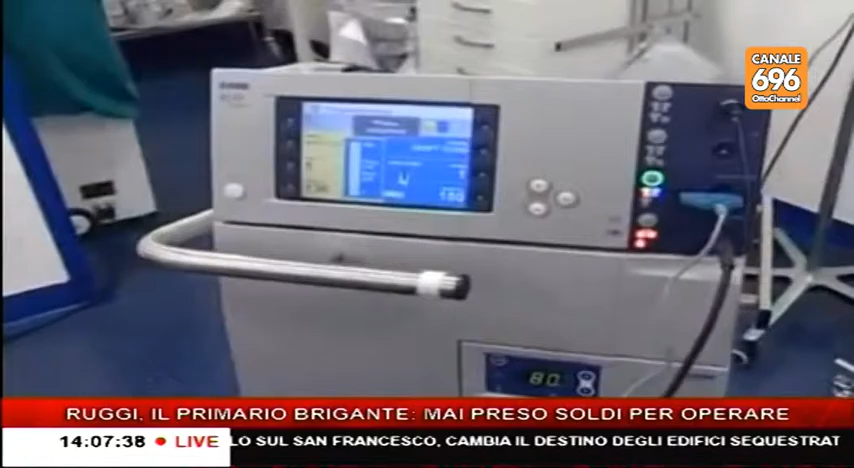 CANALE
696
OttoChannel
80
RUGGI, IL PRIMARIO BRIGANTE: MAI PRESO SOLDI PER OPERARE
14:07:38 LIVE LO SUL SAN FRANCESCO, CAMBIA IL DESTINO DEGLI EDIFICI SEQUESTRAT